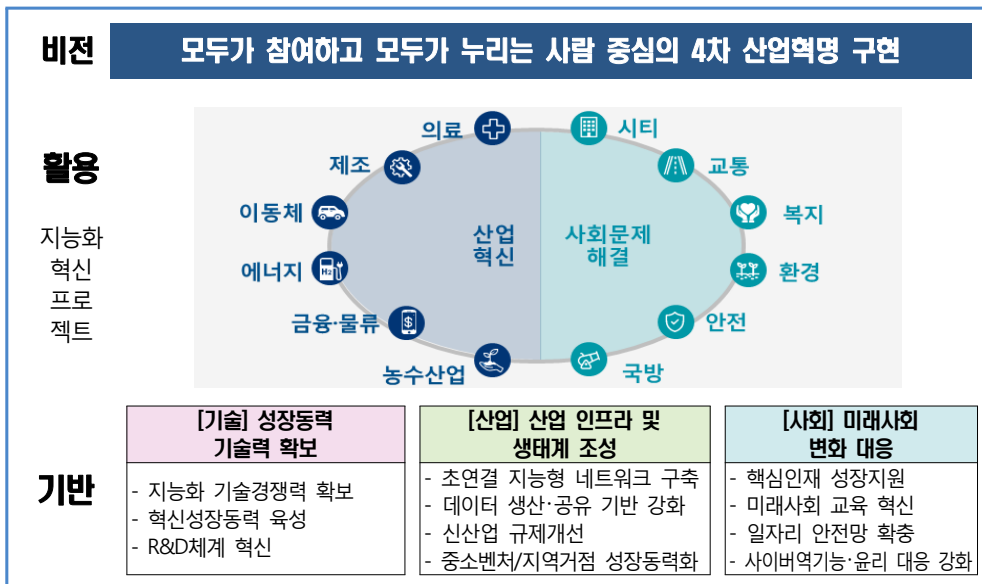 비전
모두가 참여하고 모두가 누리는 사람 중심의 4차 산업혁명 구현
활용
지능화
혁신
프로
젝트
의료
제조
이동체
에너지
금융·물류
농수산업
산업
혁신
사회문제
해결
시티
교통
복지
환경
안전
국방
H2
$
기반
[기술] 성장동력
기술력 확보
- 지능화 기술경쟁력 확보
- 혁신성장동력 육성
- R&D체계 혁신
[산업] 산업 인프라 및
생태계 조성
- 초연결 지능형 네트워크 구축
- 데이터 생산·공유 기반 강화
- 신산업 규제개선
- 중소벤처/지역거점 성장동력화
[사회] 미래사회
변화 대응
- 핵심인재 성장지원
- 미래사회 교육 혁신
- 일자리 안전망 확충
- 사이버역기능·윤리 대응 강화